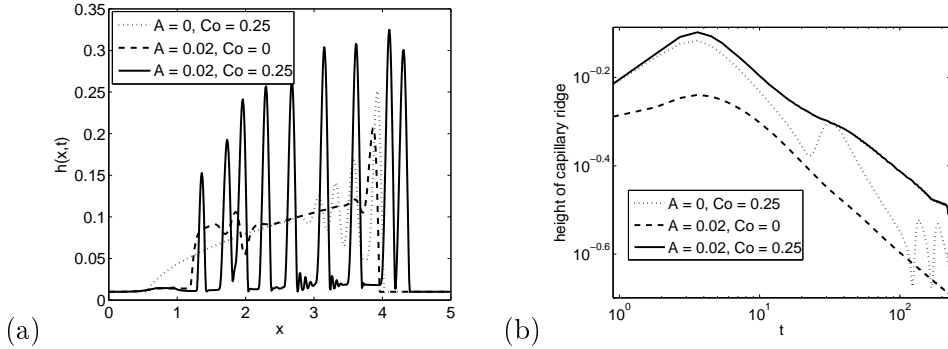 0.35
0.3
0.25
0.2
0.15
0.1
0.05
0
h(x,t)
A = 0, Co = 0.25
A = 0.02, Co = 0
A = 0.02, Co = 0.25
0 1 2 3 4 5
x
(a)
10^−0.2
10^−0.4
10^−0.6
height of capillary ridge
A = 0, Co = 0.25
A = 0.02, Co = 0
A = 0.02, Co = 0.25
10^0 10^1 10^2
t
(b)